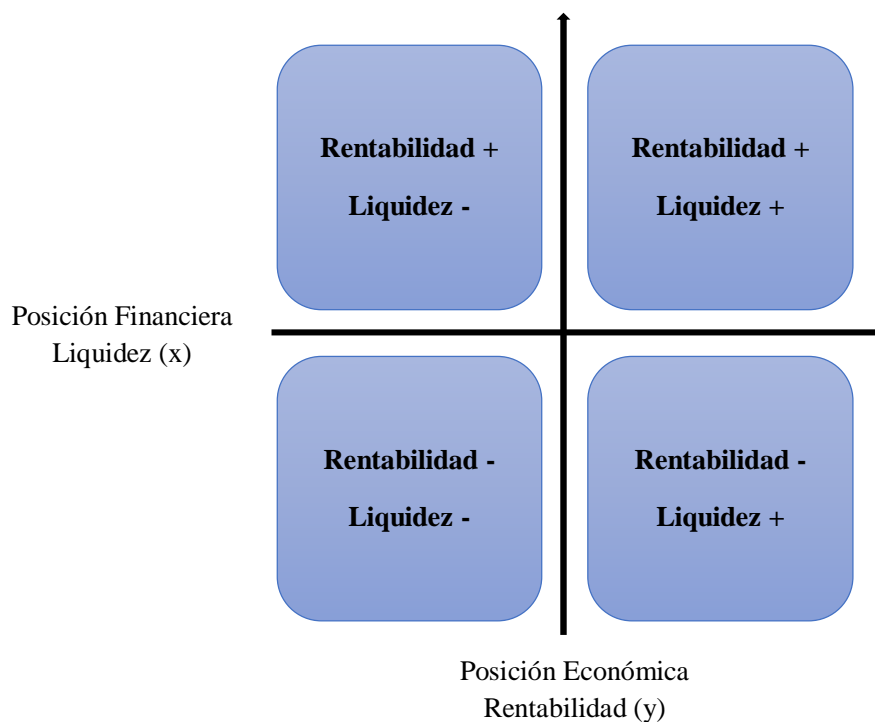 Rentabilidad +
Liquidez -
Rentabilidad +
Liquidez +
Posición Financiera
Liquidez (x)
Rentabilidad -
Liquidez -
Rentabilidad -
Liquidez +
Posición Económica
Rentabilidad (y)